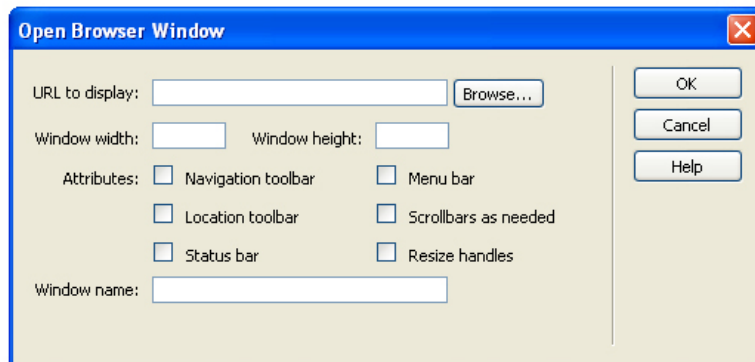 Open Browser Window
URL to display: Browse... OK
Window width: Window height: Cancel
Attributes: Navigation toolbar Menu bar Help
Location toolbar Scrollbars as needed
Status bar Resize handles
Window name: